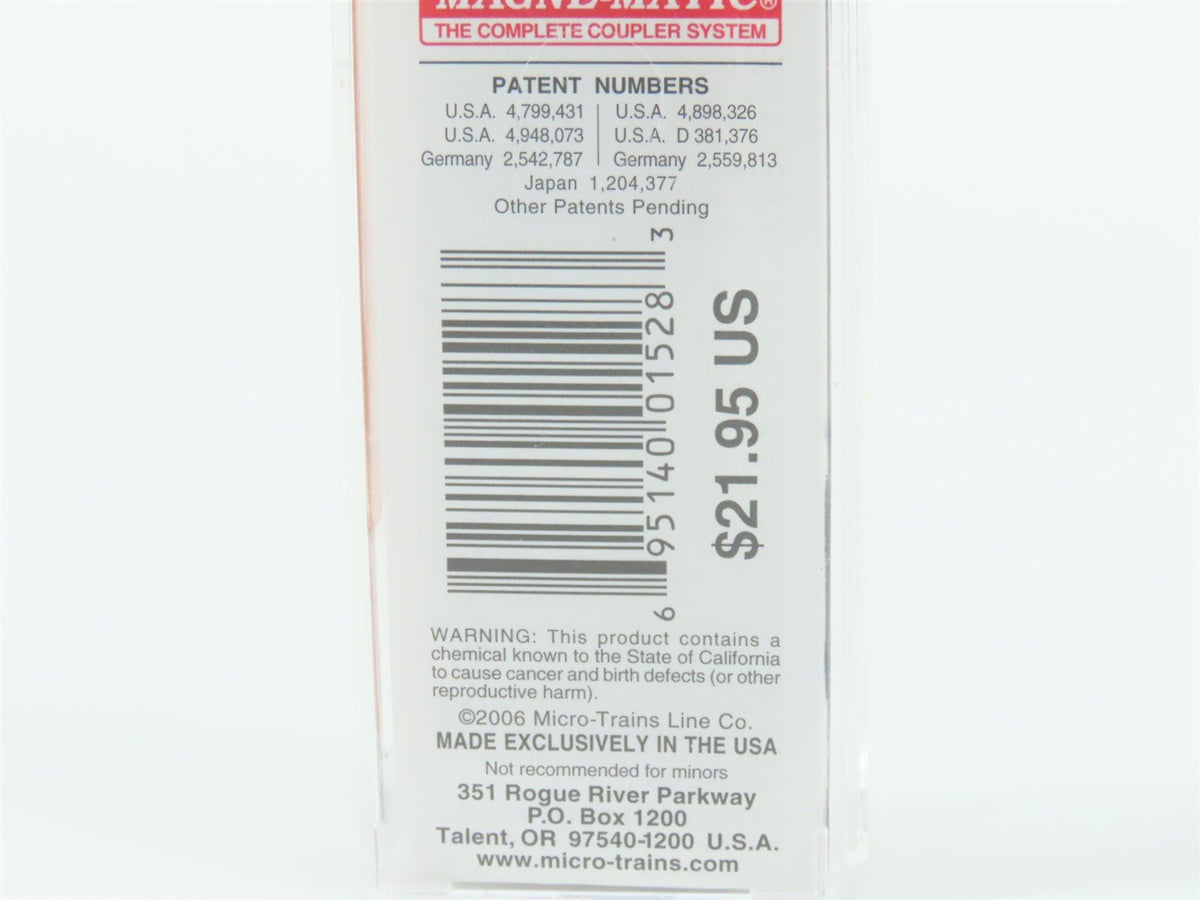 MAGNE-MATIC®
THE COMPLETE COUPLER SYSTEM
PATENT NUMBERS
U.S.A. 4,799,431 | U.S.A. 4,898,326
U.S.A. 4,948,073 | U.S.A. D 381,376
Germany 2,542,787 | Germany 2,559,813
Japan 1,204,377
Other Patents Pending
6 95140 01528 3
$21.95 US
WARNING: This product contains a
chemical known to the State of California
to cause cancer and birth defects (or other
reproductive harm).
©2006 Micro-Trains Line Co.
MADE EXCLUSIVELY IN THE USA
Not recommended for minors
351 Rogue River Parkway
P.O. Box 1200
Talent, OR 97540-1200 U.S.A.
www.micro-trains.com